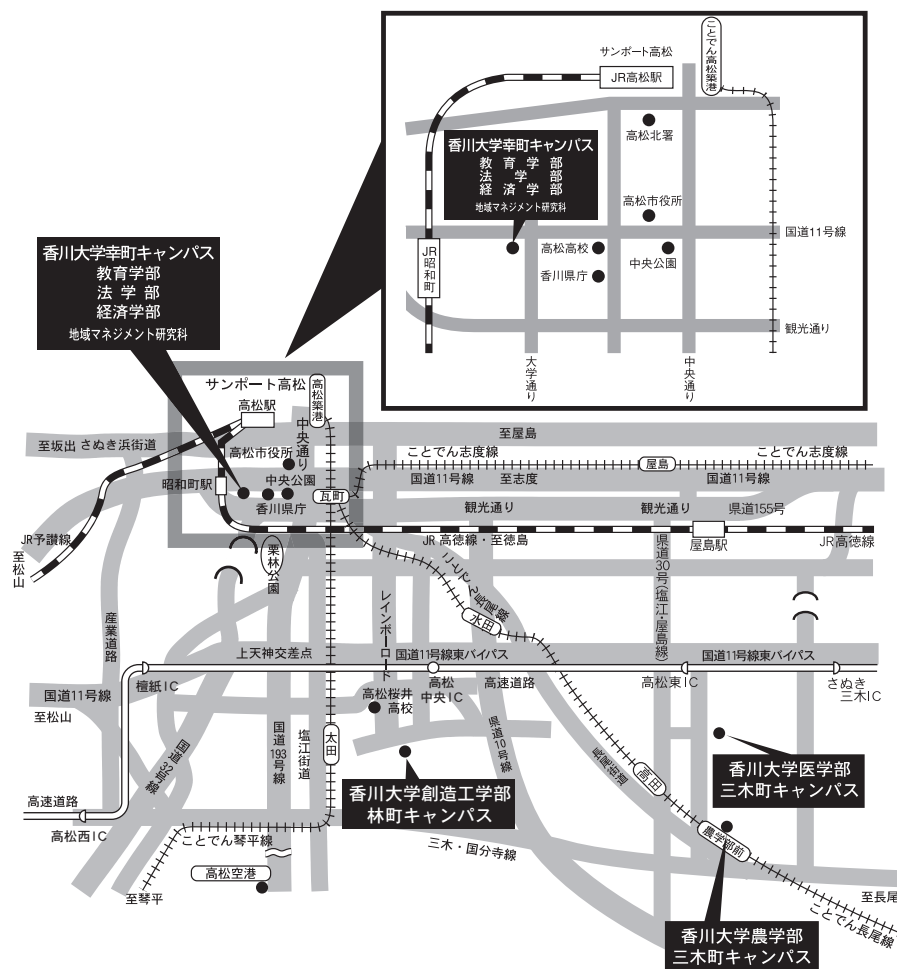 サンポート高松
JR高松駅
ことでん高松築港
高松北署
香川大学幸町キャンパス
教育学部
法学部
経済学部
地域マネジメント研究科
高松市役所
国道11号線
高松高校
中央公園
香川県庁
JR昭和町
観光通り
大学通り
中央通り
香川大学幸町キャンパス
教育学部
法学部
経済学部
地域マネジメント研究科
サンポート高松
高松築港
高松駅
中央通り
至坂出 さぬき浜街道
至屋島
高松市役所
ことでん志度線
ことでん志度線
屋島
中央公園
国道11号線
至志度
国道11号線
昭和町駅
瓦町
香川県庁
観光通り
観光通り
県道155号
JR予讃線
JR 高徳線・至徳島
屋島駅
JR高徳線
至松山
栗林公園
ことでん長尾線
県道30号(塩江・屋島線)
水田
産業道路
レインボーロード
上天神交差点
国道11号線東バイパス
国道11号線東バイパス
檀紙IC
高松中央IC
高速道路
高松東IC
さぬき三木IC
国道11号線
至松山
高松桜井高校
国道32号線
国道193号線
塩江街道
太田
県道10号線
長尾街道
高田
香川大学医学部
三木町キャンパス
香川大学創造工学部
林町キャンパス
高速道路
高松西IC
ことでん琴平線
三木・国分寺線
農学部前
高松空港
至琴平
至長尾
ことでん長尾線
香川大学農学部
三木町キャンパス